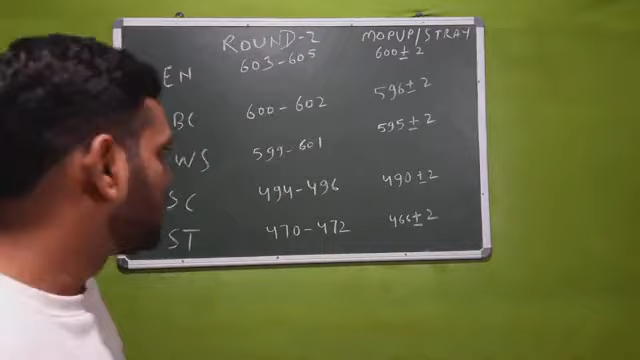 ROUND-2 MOPUP/STRAY
EN 603-605 600±2
BC 600-602 596±2
WS 599-601 595±2
SC 494-496 490±2
ST 470-472 466±2